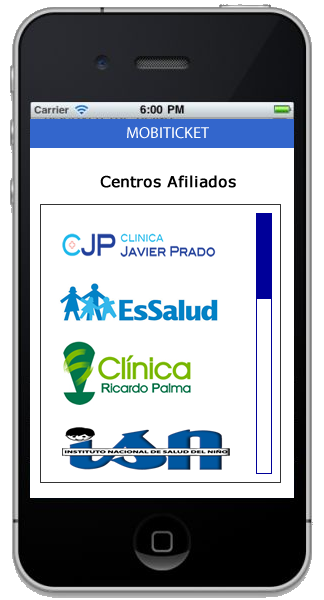 Carrier
6:00 PM
MOBITICKET
Centros Afiliados
CJP CLINICA
JAVIER PRADO
EsSalud
Clínica
Ricardo Palma
isn
INSTITUTO NACIONAL DE SALUD DEL NIÑO